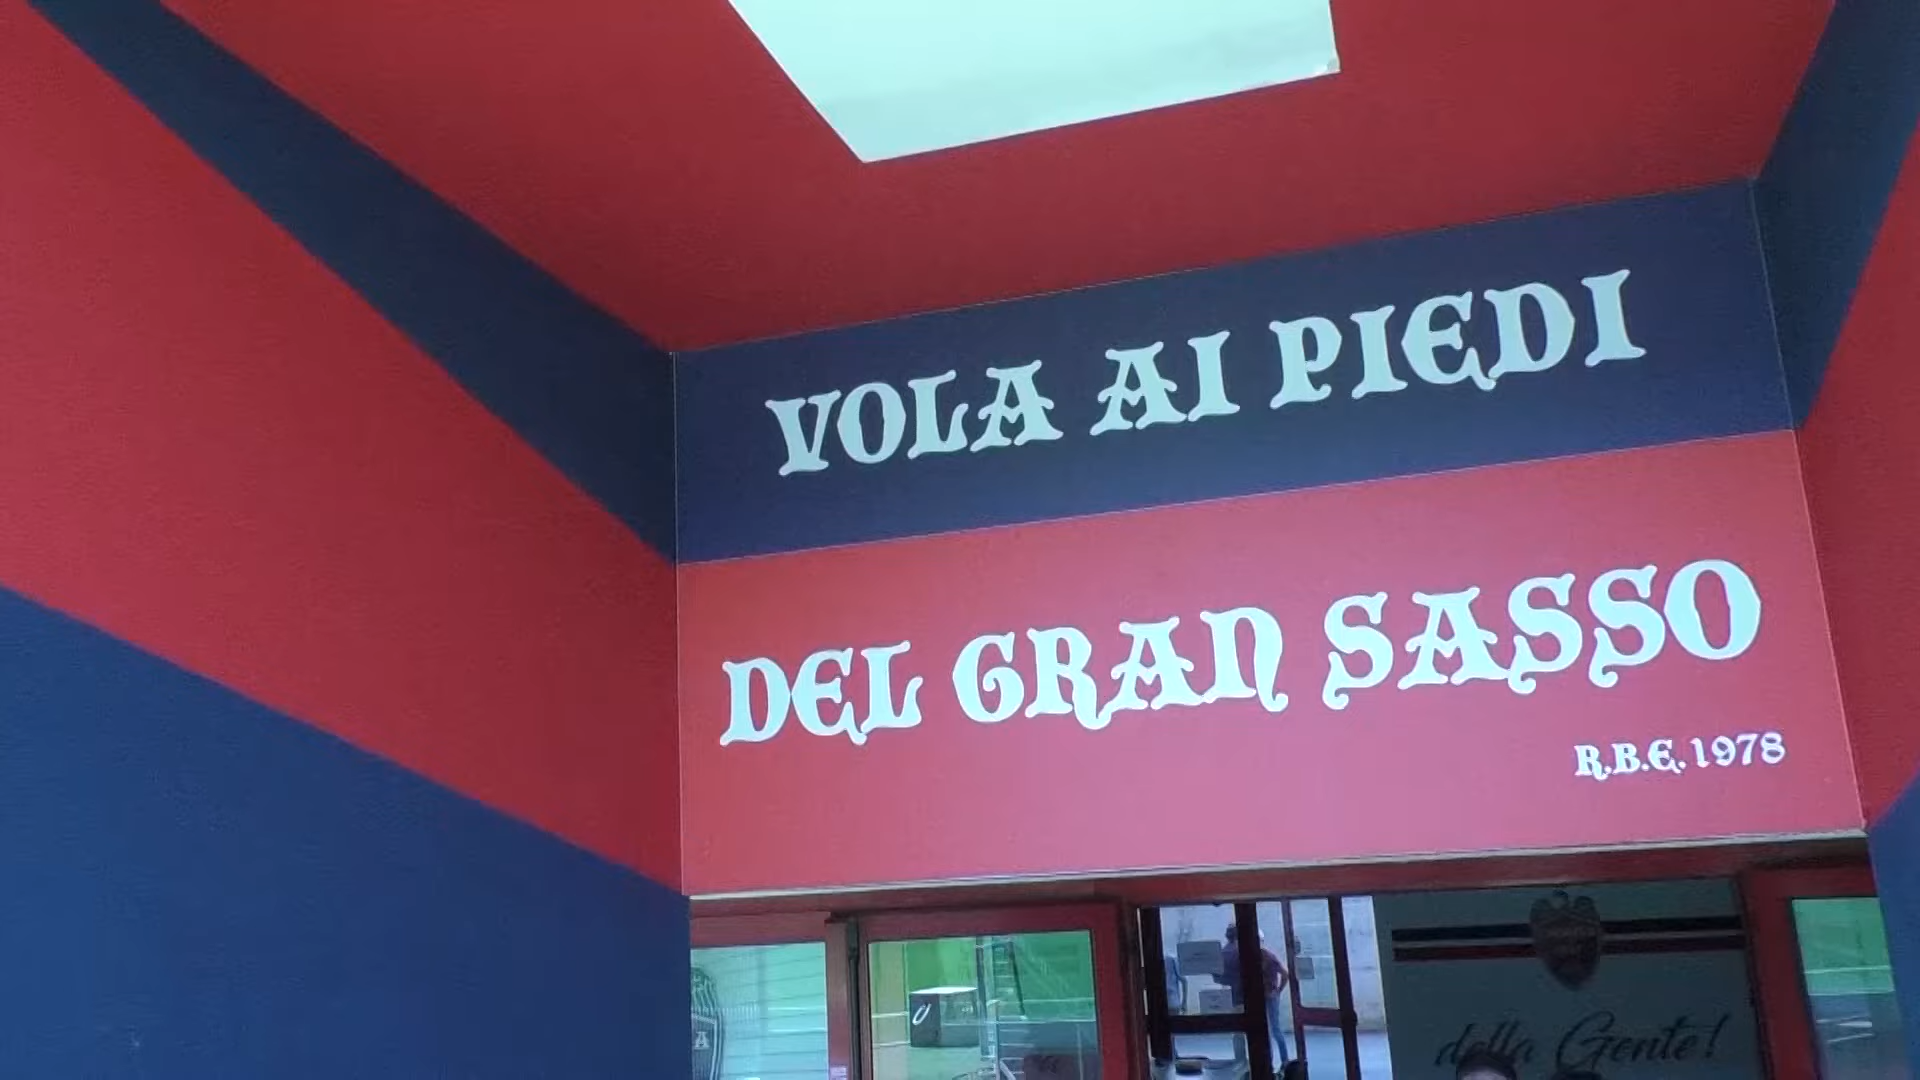 VOLA AI PIEDI
DEL GRAN SASSO
R.B.E. 1978
della Gente!